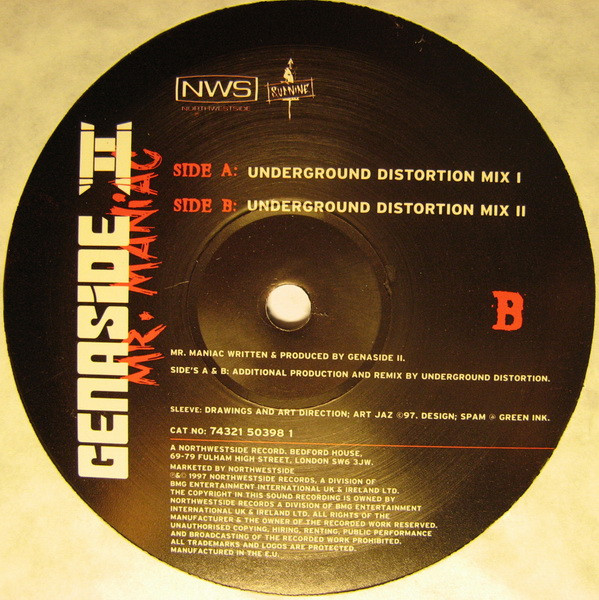 NWS
NORTHWESTSIDE
GENASIDE II
MR. MANiAC
SIDE A: UNDERGROUND DISTORTION MIX I
SIDE B: UNDERGROUND DISTORTION MIX II
B
MR. MANIAC WRITTEN & PRODUCED BY GENASIDE II.
SIDE'S A & B: ADDITIONAL PRODUCTION AND REMIX BY UNDERGROUND DISTORTION.
SLEEVE: DRAWINGS AND ART DIRECTION; ART JAZ ©97. DESIGN; SPAM @ GREEN INK.
CAT NO: 74321 50398 1
A NORTHWESTSIDE RECORD. BEDFORD HOUSE,
69-79 FULHAM HIGH STREET, LONDON SW6 3JW.
MARKETED BY NORTHWESTSIDE
℗&© 1997 NORTHWESTSIDE RECORDS, A DIVISION OF
BMG ENTERTAINMENT INTERNATIONAL UK & IRELAND LTD.
THE COPYRIGHT IN THIS SOUND RECORDING IS OWNED BY
NORTHWESTSIDE RECORDS A DIVISION OF BMG ENTERTAINMENT
INTERNATIONAL UK & IRELAND LTD. ALL RIGHTS OF THE
MANUFACTURER & THE OWNER OF THE RECORDED WORK RESERVED.
UNAUTHORISED COPYING, HIRING, RENTING, PUBLIC PERFORMANCE
AND BROADCASTING OF THE RECORDED WORK PROHIBITED.
ALL TRADEMARKS AND LOGOS ARE PROTECTED.
MANUFACTURED IN THE E.U.